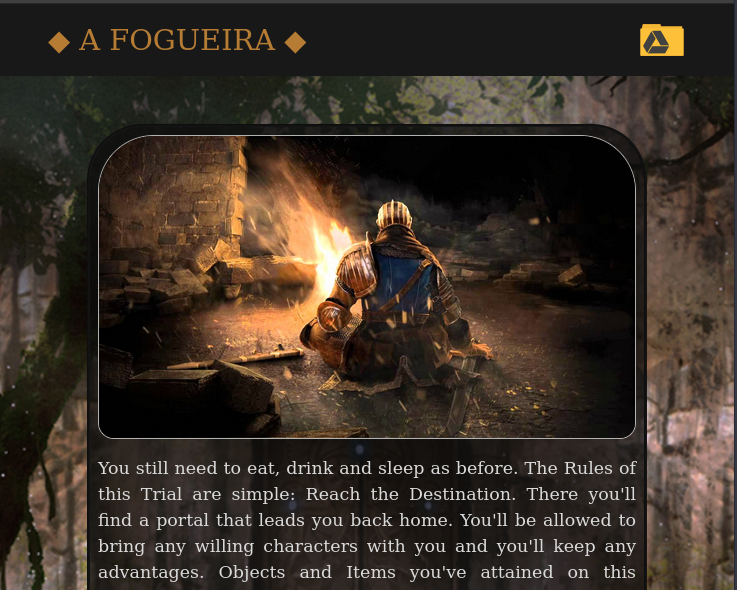 ◆ A FOGUEIRA ◆
You still need to eat, drink and sleep as before. The Rules of
this Trial are simple: Reach the Destination. There you'll
find a portal that leads you back home. You'll be allowed to
bring any willing characters with you and you'll keep any
advantages. Objects and Items you've attained on this